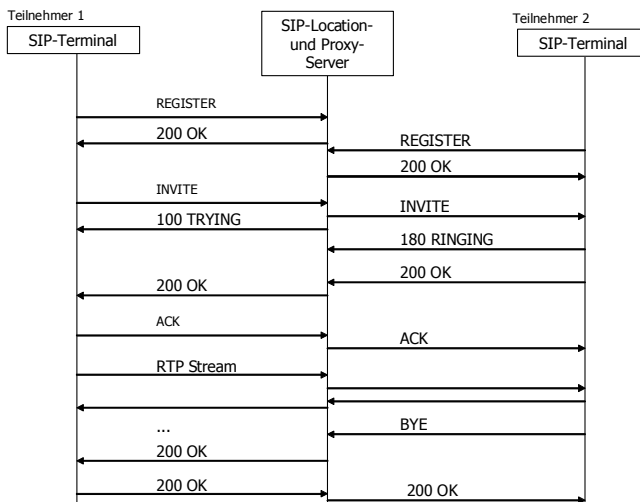 Teilnehmer 1
Teilnehmer 2
SIP-Terminal
SIP-Location-
und Proxy-
Server
SIP-Terminal
REGISTER
200 OK
REGISTER
200 OK
INVITE
INVITE
100 TRYING
180 RINGING
200 OK
200 OK
ACK
ACK
RTP Stream
...
BYE
200 OK
200 OK
200 OK